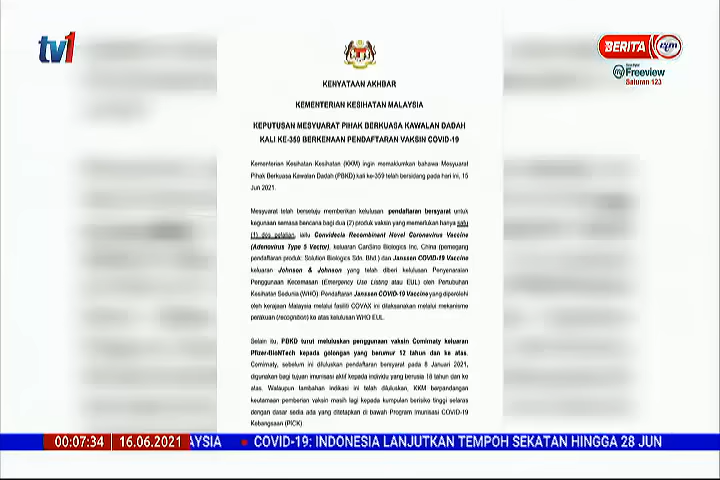 tv1
BERITA rtm
myFreeview
Saluran 123
KENYATAAN AKHBAR
KEMENTERIAN KESIHATAN MALAYSIA
KEPUTUSAN MESYUARAT PIHAK BERKUASA KAWALAN DADAH
KALI KE-359 BERKENAAN PENDAFTARAN VAKSIN COVID-19
Kementerian Kesihatan Kesihatan (KKM) ingin memaklumkan bahawa Mesyuarat
Pihak Berkuasa Kawalan Dadah (PBKD) kali ke-359 telah bersidang pada hari ini, 15
Jun 2021.
Mesyuarat telah bersetuju memberikan kelulusan pendaftaran bersyarat untuk
kegunaan semasa bencana bagi dua (2) produk vaksin yang memerlukan hanya satu
(1) dos pelalian, iaitu Convidecia Recombinant Novel Coronavirus Vaccine
(Adenovirus Type 5 Vector), keluaran CanSino Biologics Inc, China (pemegang
pendaftaran produk: Solution Biologics Sdn. Bhd.) dan Janssen COVID-19 Vaccine
keluaran Johnson & Johnson yang telah diberi kelulusan Penyenaraian
Penggunaan Kecemasan (Emergency Use Listing atau EUL) oleh Pertubuhan
Kesihatan Sedunia (WHO). Pendaftaran Janssen COVID-19 Vaccine yang diperolehi
oleh kerajaan Malaysia melalui fasiliti COVAX ini dilaksanakan melalui mekanisme
perakuan (recognition) ke atas kelulusan WHO EUL.
Selain itu, PBKD turut meluluskan penggunaan vaksin Comirnaty keluaran
Pfizer-BioNTech kepada golongan yang berumur 12 tahun dan ke atas.
Comirnaty, sebelum ini diluluskan pendaftaran bersyarat pada 8 Januari 2021,
digunakan bagi tujuan imunisasi aktif kepada individu yang berusia 16 tahun dan ke
atas. Walaupun tambahan indikasi ini telah diluluskan, KKM berpandangan
keutamaan pemberian vaksin masih lagi kepada kumpulan berisiko tinggi selaras
dengan dasar sedia ada yang ditetapkan di bawah Program Imunisasi COVID-19
Kebangsaan (PICK)
00:07:34 16.06.2021 AYSIA COVID-19: INDONESIA LANJUTKAN TEMPOH SEKATAN HINGGA 28 JUN